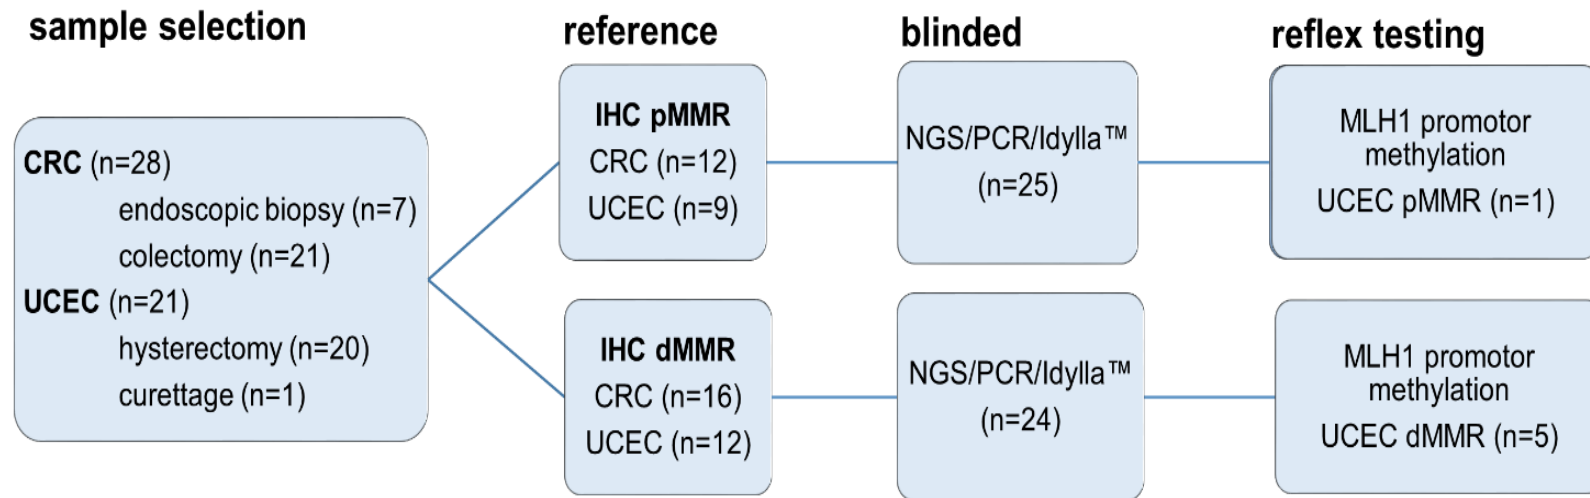 sample selection
reference
blinded
reflex testing
CRC (n=28)
endoscopic biopsy (n=7)
colectomy (n=21)
UCEC (n=21)
hysterectomy (n=20)
curettage (n=1)
IHC pMMR
CRC (n=12)
UCEC (n=9)
NGS/PCR/Idylla™
(n=25)
MLH1 promotor
methylation
UCEC pMMR (n=1)
IHC dMMR
CRC (n=16)
UCEC (n=12)
NGS/PCR/Idylla™
(n=24)
MLH1 promotor
methylation
UCEC dMMR (n=5)